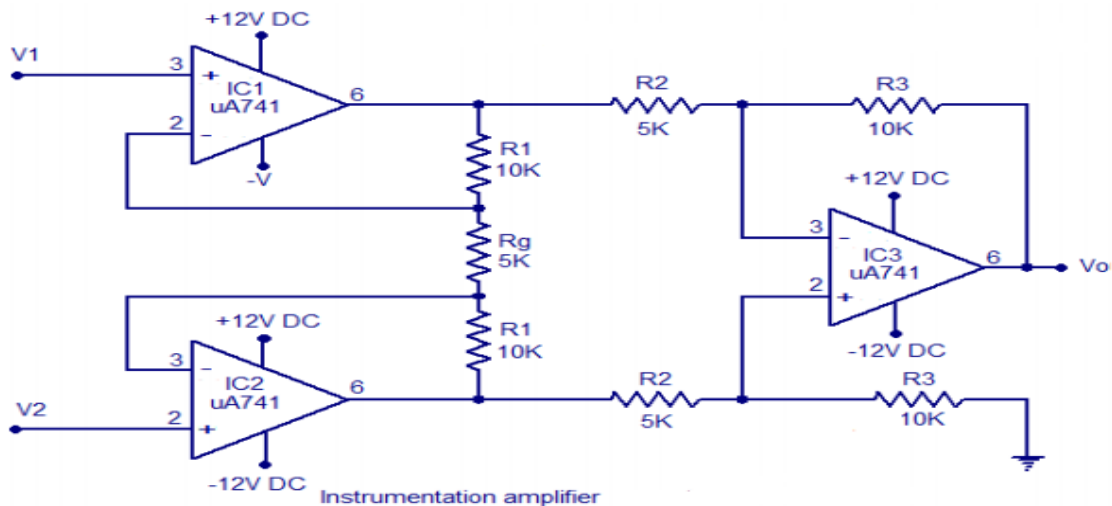 +12V DC
V1
3
+
IC1
uA741
6
2
-
-V
R1
10K
Rg
5K
R1
10K
R2
5K
R3
10K
+12V DC
3
-
IC3
uA741
6
Vo
2
+
-12V DC
+12V DC
3
-
IC2
uA741
6
V2
2
+
-12V DC
R2
5K
R3
10K
Instrumentation amplifier